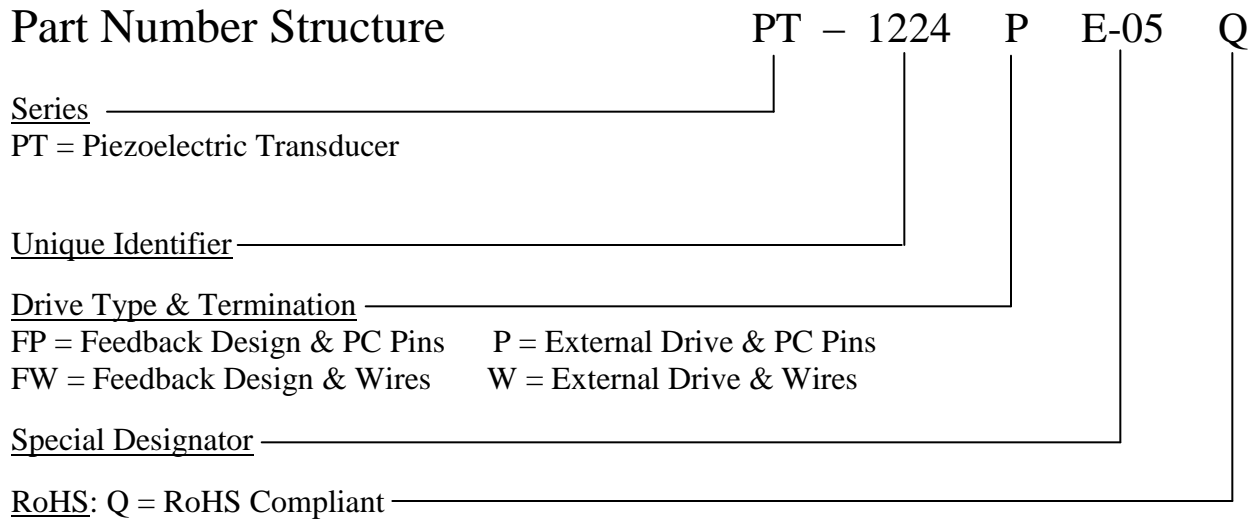 Part Number Structure PT – 1224 P E-05 Q
Series
PT = Piezoelectric Transducer
Unique Identifier
Drive Type & Termination
FP = Feedback Design & PC Pins P = External Drive & PC Pins
FW = Feedback Design & Wires W = External Drive & Wires
Special Designator
RoHS: Q = RoHS Compliant